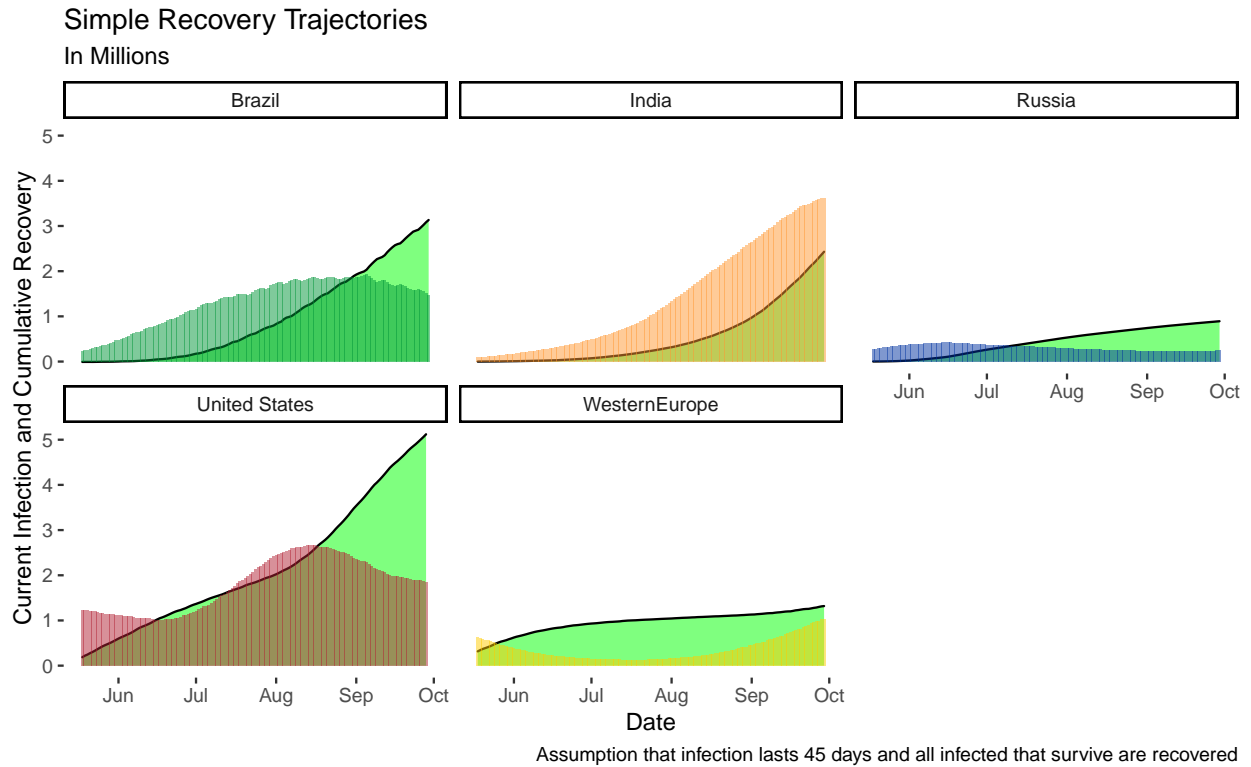 Simple Recovery Trajectories
In Millions
Brazil
India
Russia
5
4
3
2
1
0
Jun Jul Aug Sep Oct
United States
WesternEurope
5
4
3
2
1
0
Jun Jul Aug Sep Oct
Jun Jul Aug Sep Oct
Current Infection and Cumulative Recovery
Date
Assumption that infection lasts 45 days and all infected that survive are recovered